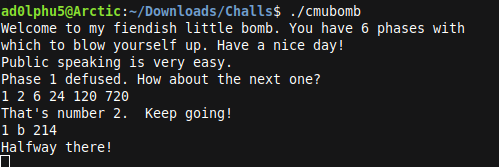 ad0lphu5@Arctic:~/Downloads/Challs$ ./cmubomb
Welcome to my fiendish little bomb. You have 6 phases with
which to blow yourself up. Have a nice day!
Public speaking is very easy.
Phase 1 defused. How about the next one?
1 2 6 24 120 720
That's number 2.  Keep going!
1 b 214
Halfway there!